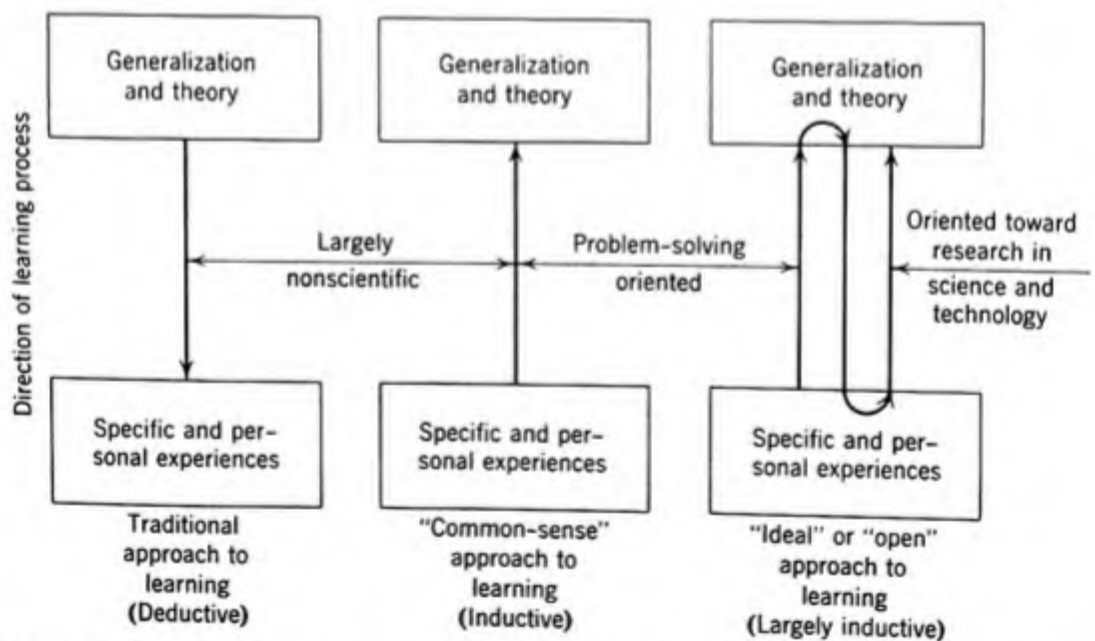 Direction of learning process
Generalization
and theory
Generalization
and theory
Generalization
and theory
Largely
nonscientific
Problem-solving
oriented
Oriented toward
research in
science and
technology
Specific and per-
sonal experiences
Specific and per-
sonal experiences
Specific and per-
sonal experiences
Traditional
approach to
learning
(Deductive)
"Common-sense"
approach to
learning
(Inductive)
"Ideal" or "open"
approach to
learning
(Largely inductive)